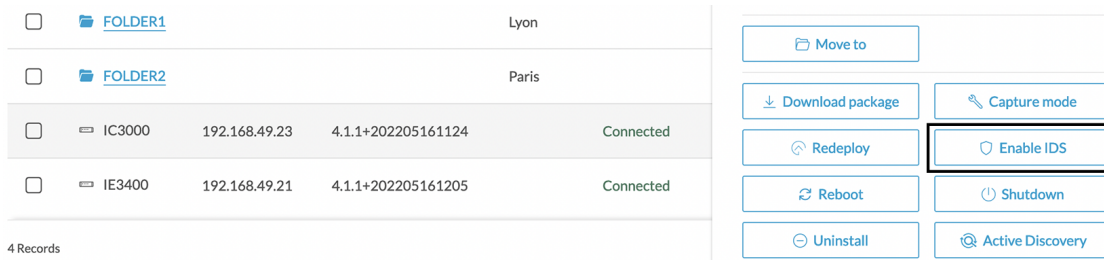 FOLDER1 Lyon
FOLDER2 Paris
IC3000 192.168.49.23 4.1.1+202205161124 Connected
IE3400 192.168.49.21 4.1.1+202205161205 Connected
4 Records
Move to
Download package Capture mode
Redeploy Enable IDS
Reboot Shutdown
Uninstall Active Discovery